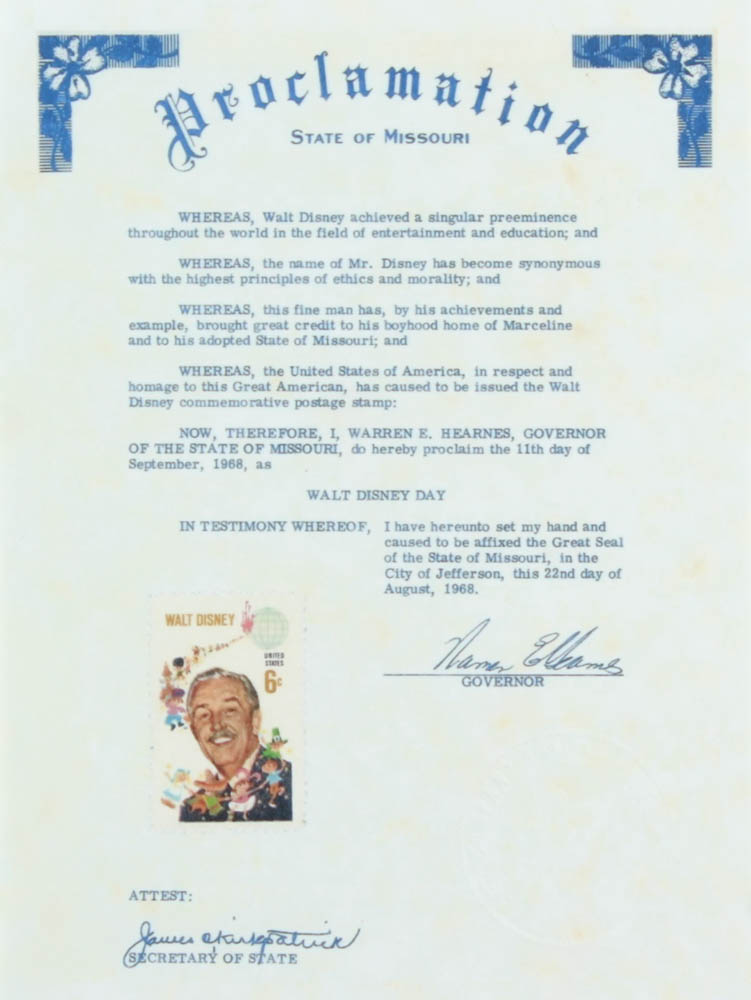 Proclamation
STATE OF MISSOURI
WHEREAS, Walt Disney achieved a singular preeminence
throughout the world in the field of entertainment and education; and
WHEREAS, the name of Mr. Disney has become synonymous
with the highest principles of ethics and morality; and
WHEREAS, this fine man has, by his achievements and
example, brought great credit to his boyhood home of Marceline
and to his adopted State of Missouri; and
WHEREAS, the United States of America, in respect and
homage to this Great American, has caused to be issued the Walt
Disney commemorative postage stamp:
NOW, THEREFORE, I, WARREN E. HEARNES, GOVERNOR
OF THE STATE OF MISSOURI, do hereby proclaim the 11th day of
September, 1968, as
WALT DISNEY DAY
IN TESTIMONY WHEREOF, I have hereunto set my hand and
caused to be affixed the Great Seal
of the State of Missouri, in the
City of Jefferson, this 22nd day of
August, 1968.
WALT DISNEY
UNITED
STATES
6c
Warren E Hearnes
GOVERNOR
ATTEST:
James C Kirkpatrick
SECRETARY OF STATE